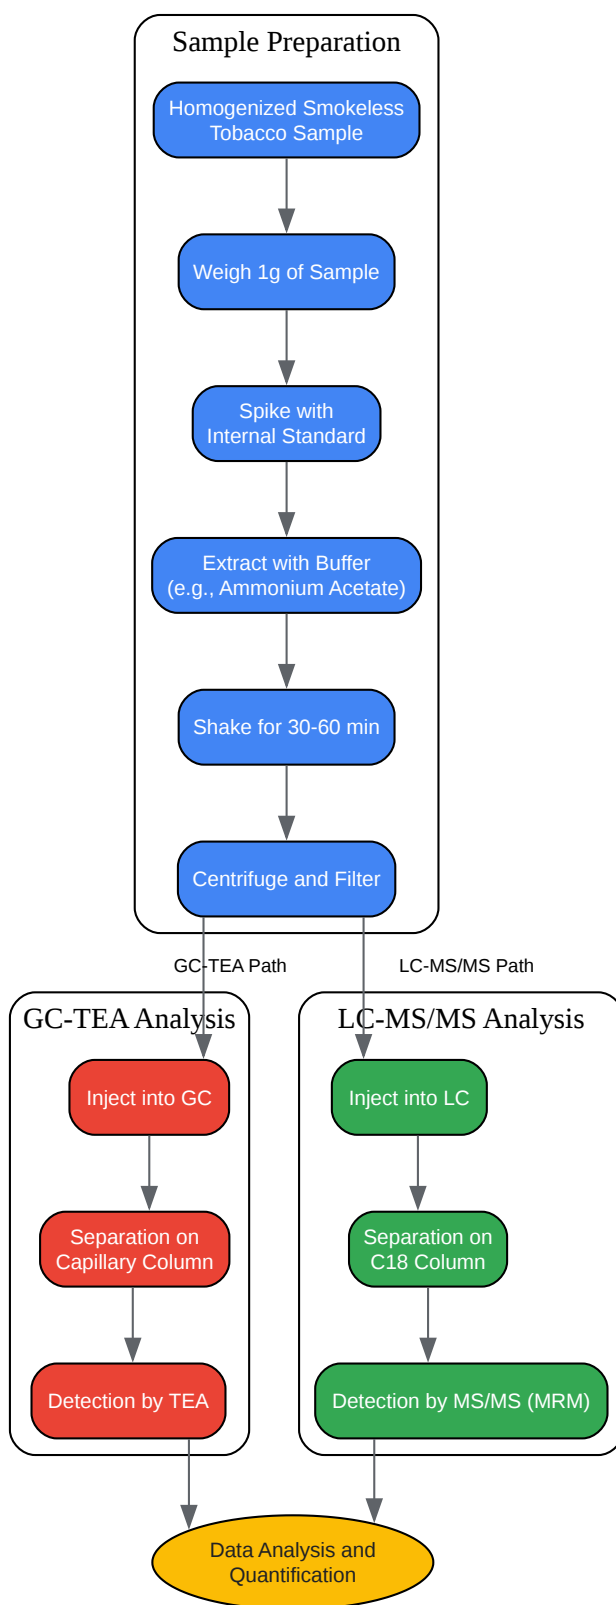 Sample Preparation
Homogenized Smokeless
Tobacco Sample
Weigh 1g of Sample
Spike with
Internal Standard
Extract with Buffer
(e.g., Ammonium Acetate)
Shake for 30-60 min
Centrifuge and Filter
GC-TEA Path
LC-MS/MS Path
GC-TEA Analysis
Inject into GC
Separation on
Capillary Column
Detection by TEA
LC-MS/MS Analysis
Inject into LC
Separation on
C18 Column
Detection by MS/MS (MRM)
Data Analysis and
Quantification